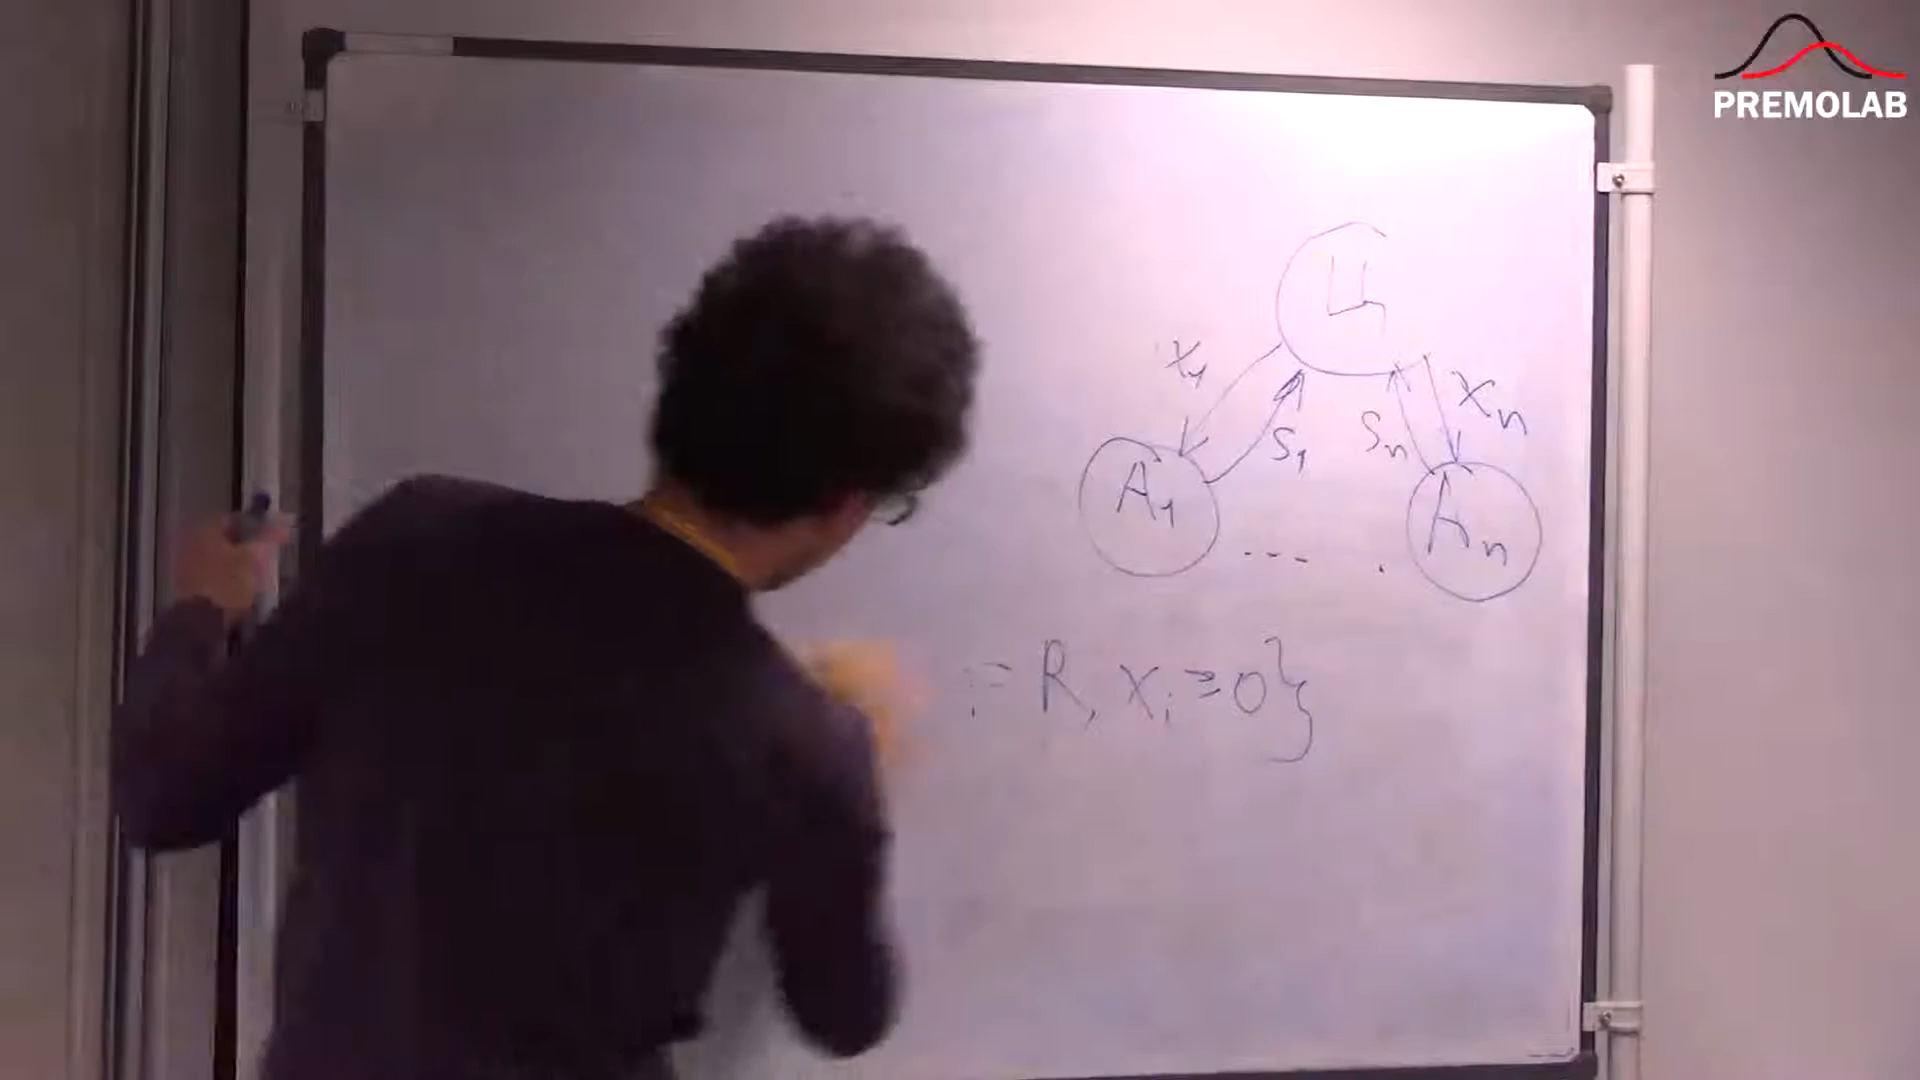 PREMOLAB
Ц
x₁ xₙ
S₁ Sₙ
A₁ Aₙ
--- .
= R, xᵢ ≥ 0}